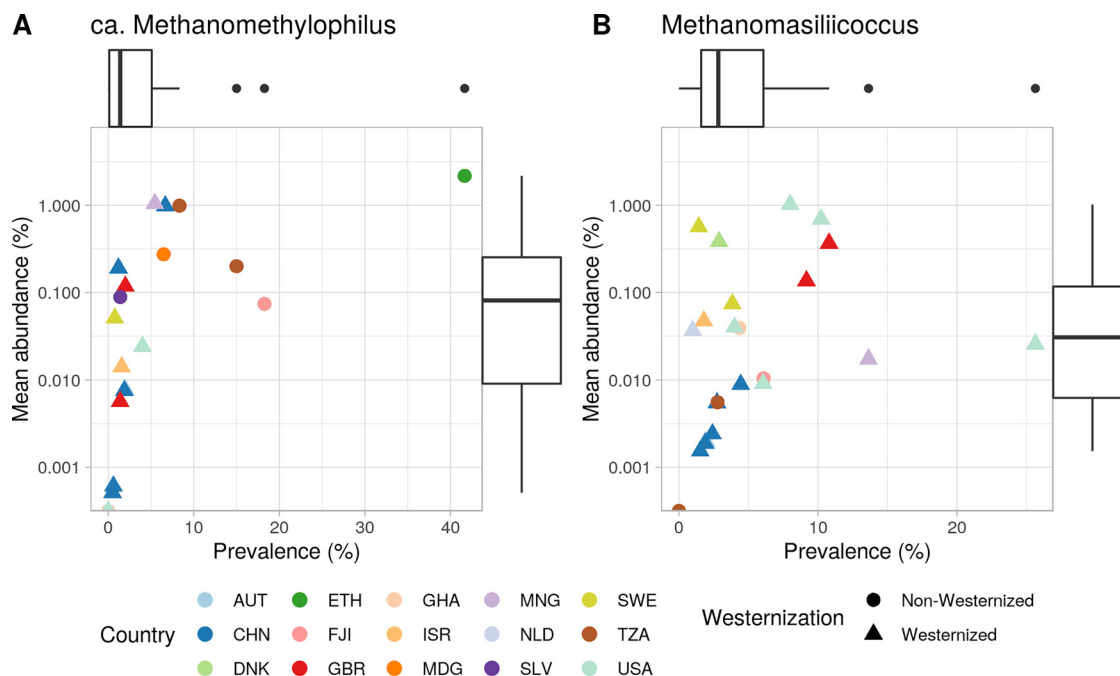 A ca. Methanomethylophilus
B Methanomasiliicoccus
Mean abundance (%)
1.000
0.100
0.010
0.001
0 10 20 30 40
Prevalence (%)
Mean abundance (%)
1.000
0.100
0.010
0.001
0 10 20
Prevalence (%)
Country
AUT ETH GHA MNG SWE
CHN FJI ISR NLD TZA
DNK GBR MDG SLV USA
Westernization
Non-Westernized
Westernized